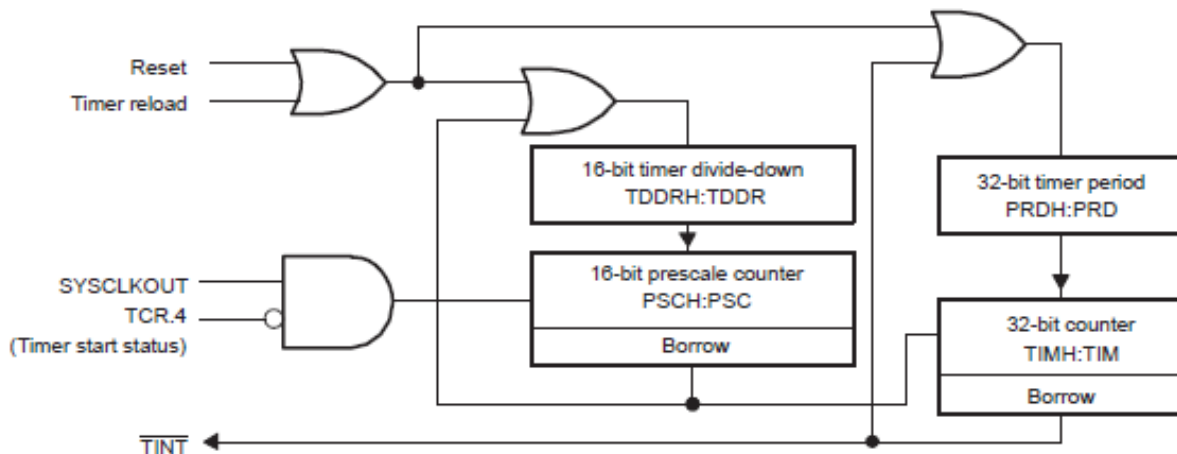 Reset
Timer reload
16-bit timer divide-down
TDDRH:TDDR
32-bit timer period
PRDH:PRD
SYSCLKOUT
TCR.4
(Timer start status)
16-bit prescale counter
PSCH:PSC
Borrow
32-bit counter
TIMH:TIM
Borrow
TINT